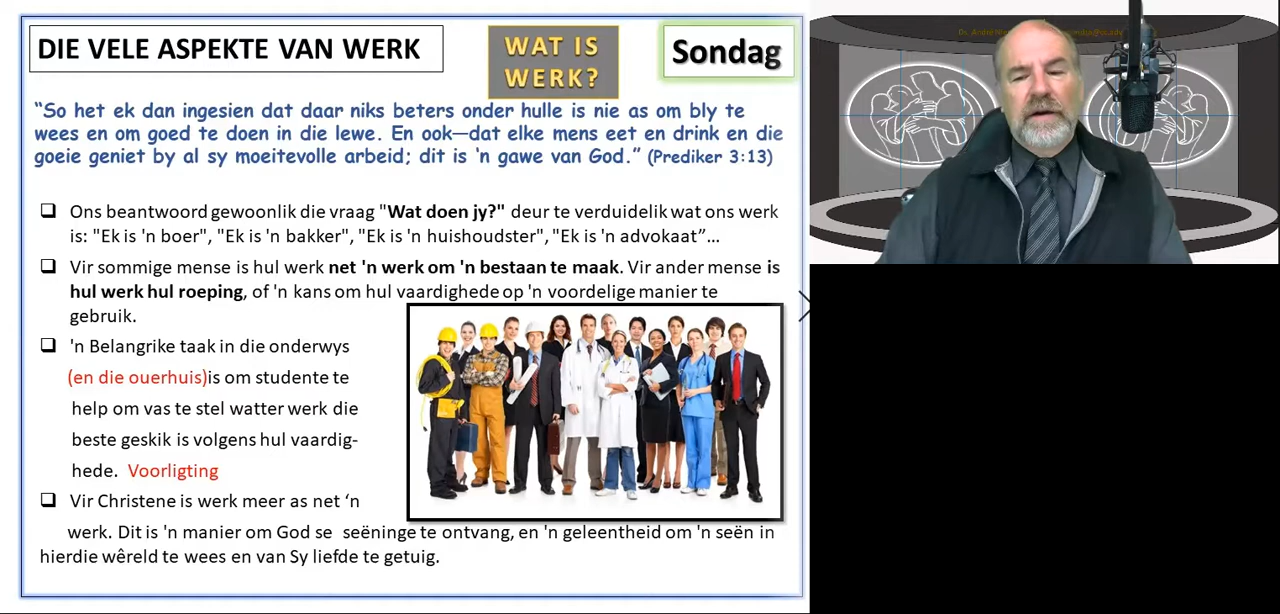 DIE VELE ASPEKTE VAN WERK
WAT IS
WERK?
Sondag
“So het ek dan ingesien dat daar niks beters onder hulle is nie as om bly te
wees en om goed te doen in die lewe. En ook—dat elke mens eet en drink en die
goeie geniet by al sy moeitevolle arbeid; dit is ‘n gawe van God.” (Prediker 3:13)
❑ Ons beantwoord gewoonlik die vraag "Wat doen jy?" deur te verduidelik wat ons werk
is: "Ek is 'n boer", "Ek is 'n bakker", "Ek is 'n huishoudster", "Ek is 'n advokaat”...
❑ Vir sommige mense is hul werk net 'n werk om 'n bestaan te maak. Vir ander mense is
hul werk hul roeping, of 'n kans om hul vaardighede op 'n voordelige manier te
gebruik.
❑ 'n Belangrike taak in die onderwys
(en die ouerhuis)is om studente te
help om vas te stel watter werk die
beste geskik is volgens hul vaardig-
hede. Voorligting
❑ Vir Christene is werk meer as net ‘n
werk. Dit is 'n manier om God se seëninge te ontvang, en 'n geleentheid om 'n seën in
hierdie wêreld te wees en van Sy liefde te getuig.